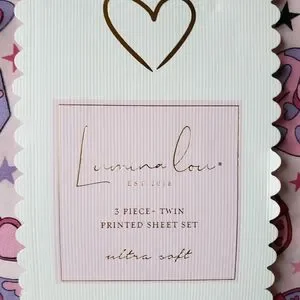 Lumina lou®
EST 2018
3 PIECE- TWIN
PRINTED SHEET SET
ultra soft